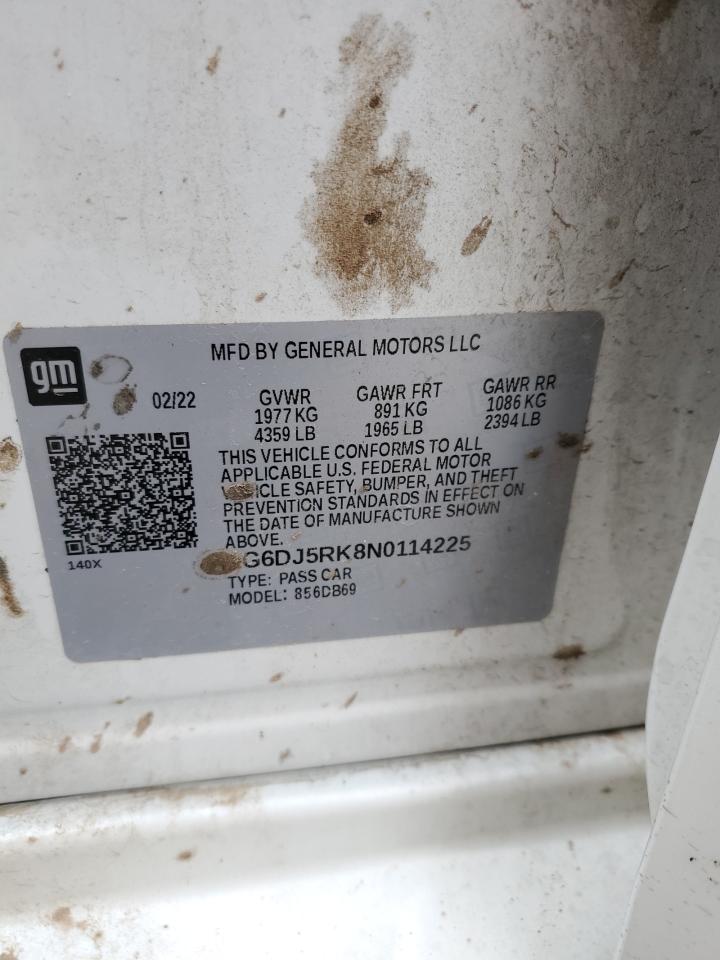 MFD BY GENERAL MOTORS LLC
gm
02/22
GVWR
1977 KG
4359 LB
GAWR FRT
891 KG
1965 LB
GAWR RR
1086 KG
2394 LB
THIS VEHICLE CONFORMS TO ALL
APPLICABLE U.S. FEDERAL MOTOR
VEHICLE SAFETY, BUMPER, AND THEFT
PREVENTION STANDARDS IN EFFECT ON
THE DATE OF MANUFACTURE SHOWN
ABOVE.
140X
G6DJ5RK8N0114225
TYPE: PASS CAR
MODEL: 856DB69